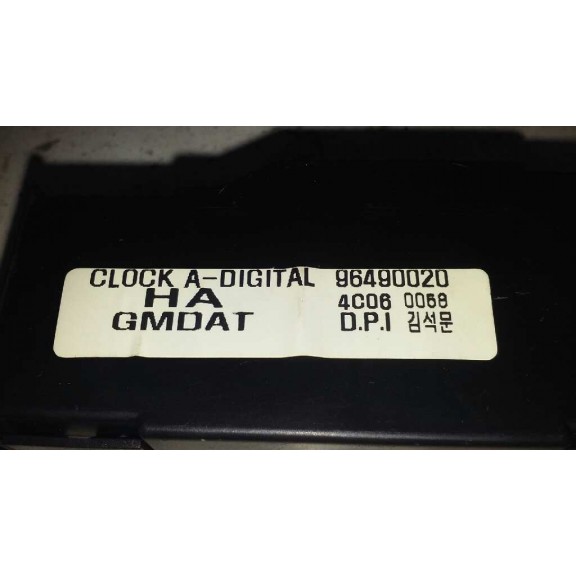 CLOCK A-DIGITAL 96490020
HA 4C06 0068
GMDAT D.P.I 김석문